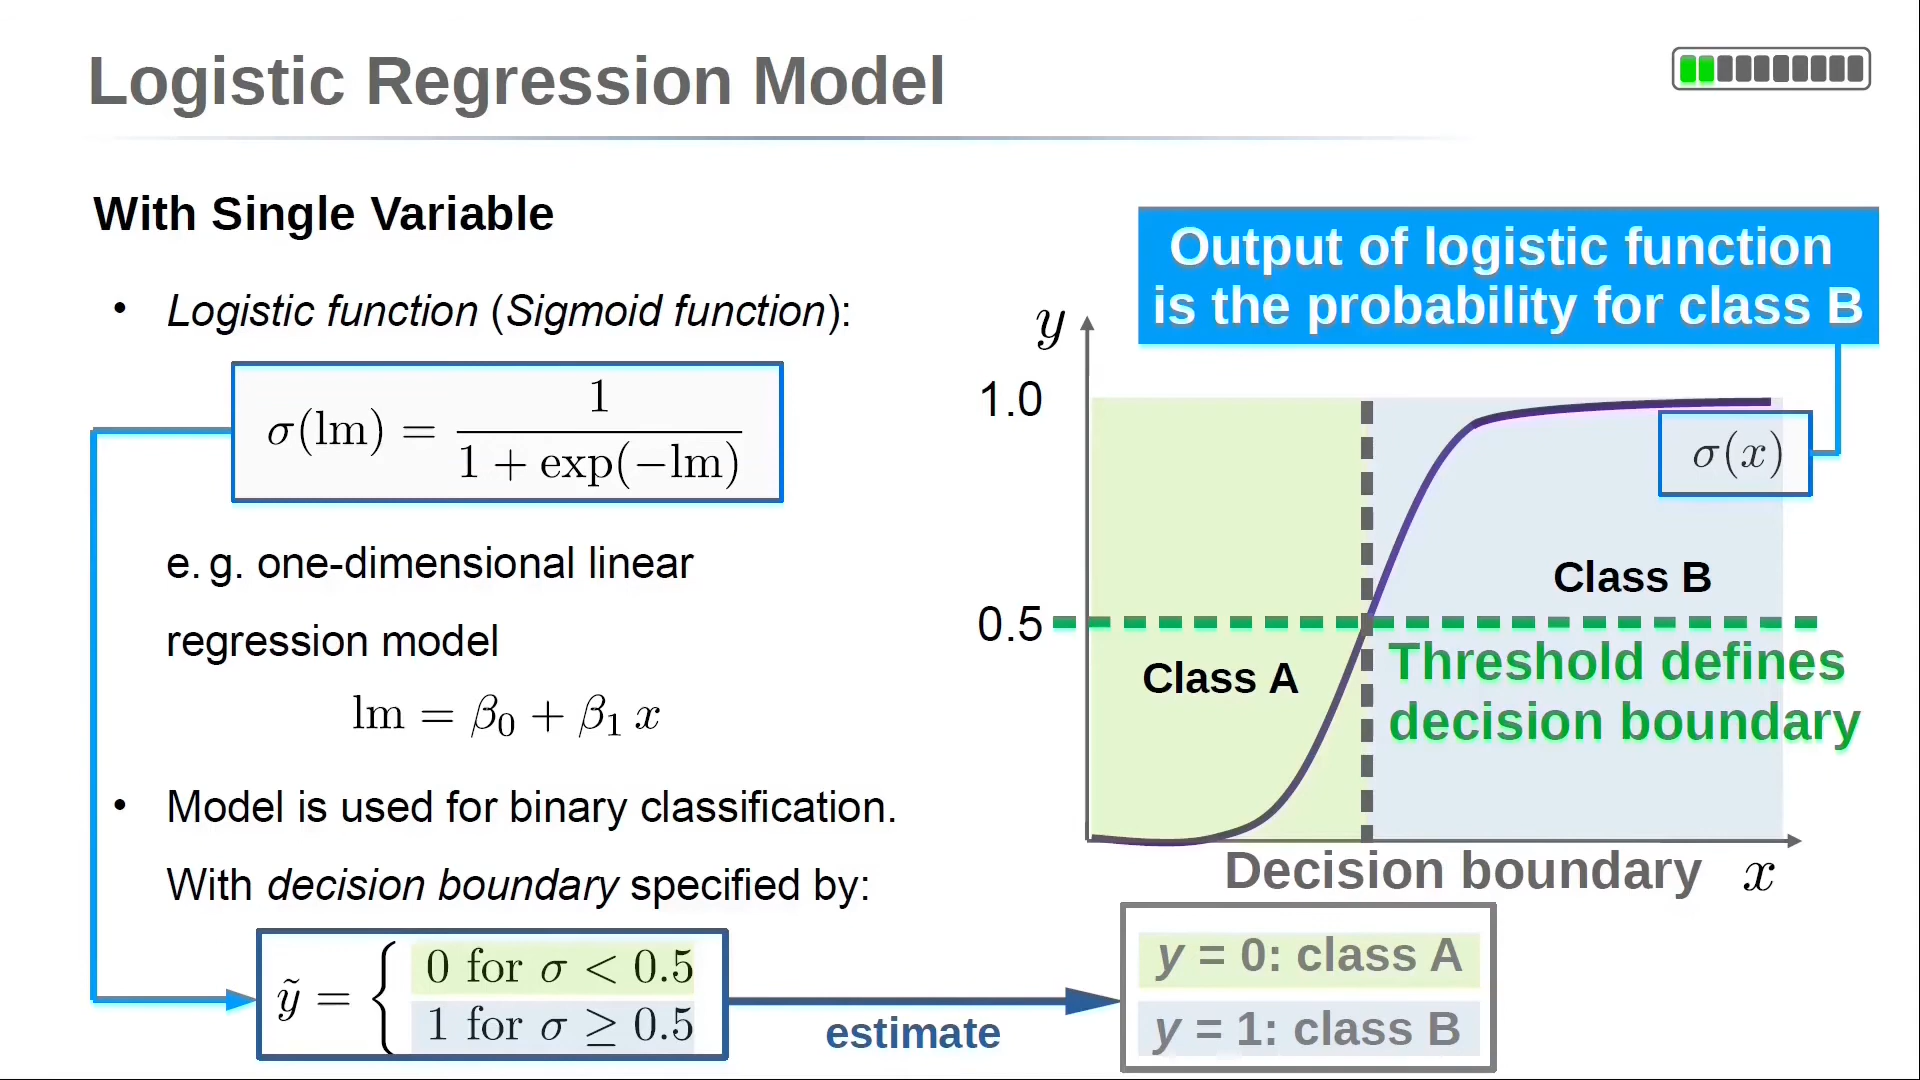 Logistic Regression Model
With Single Variable
• Logistic function (Sigmoid function):
σ(lm) = 1 / (1 + exp(−lm))
e. g. one-dimensional linear
regression model
lm = β₀ + β₁ x
• Model is used for binary classification.
With decision boundary specified by:
ỹ = { 0 for σ < 0.5
1 for σ ≥ 0.5
estimate
Output of logistic function
is the probability for class B
y
1.0
σ(x)
Class B
0.5
Class A
Threshold defines
decision boundary
Decision boundary
x
y = 0: class A
y = 1: class B